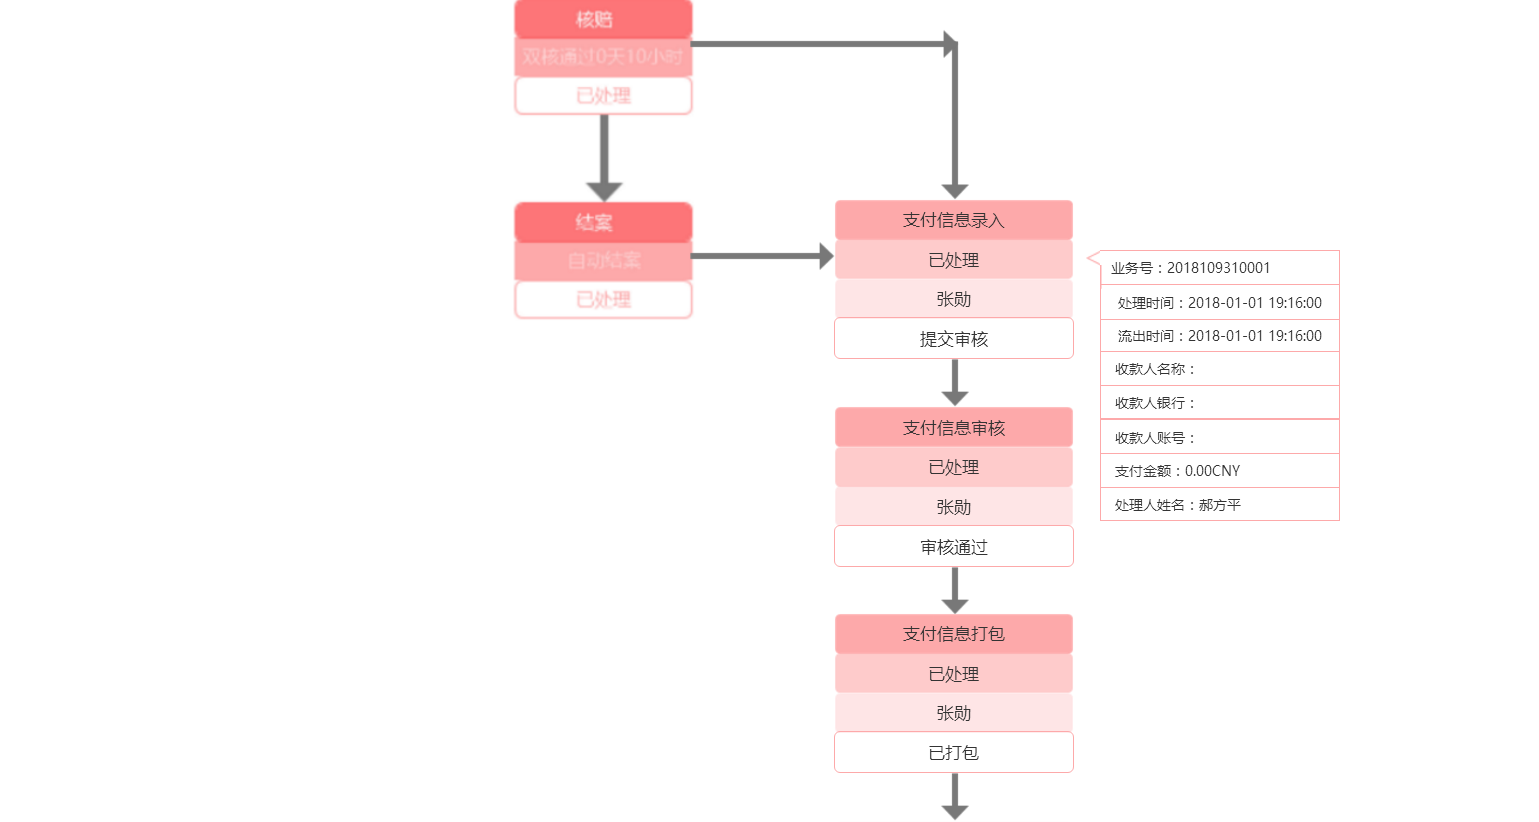 核赔
双核通过0天10小时
已处理
结案
自动结案
已处理
支付信息录入
已处理
张勋
提交审核
支付信息审核
已处理
张勋
审核通过
支付信息打包
已处理
张勋
已打包
业务号：2018109310001
处理时间：2018-01-01 19:16:00
流出时间：2018-01-01 19:16:00
收款人名称：
收款人银行：
收款人账号：
支付金额：0.00CNY
处理人姓名：郝方平